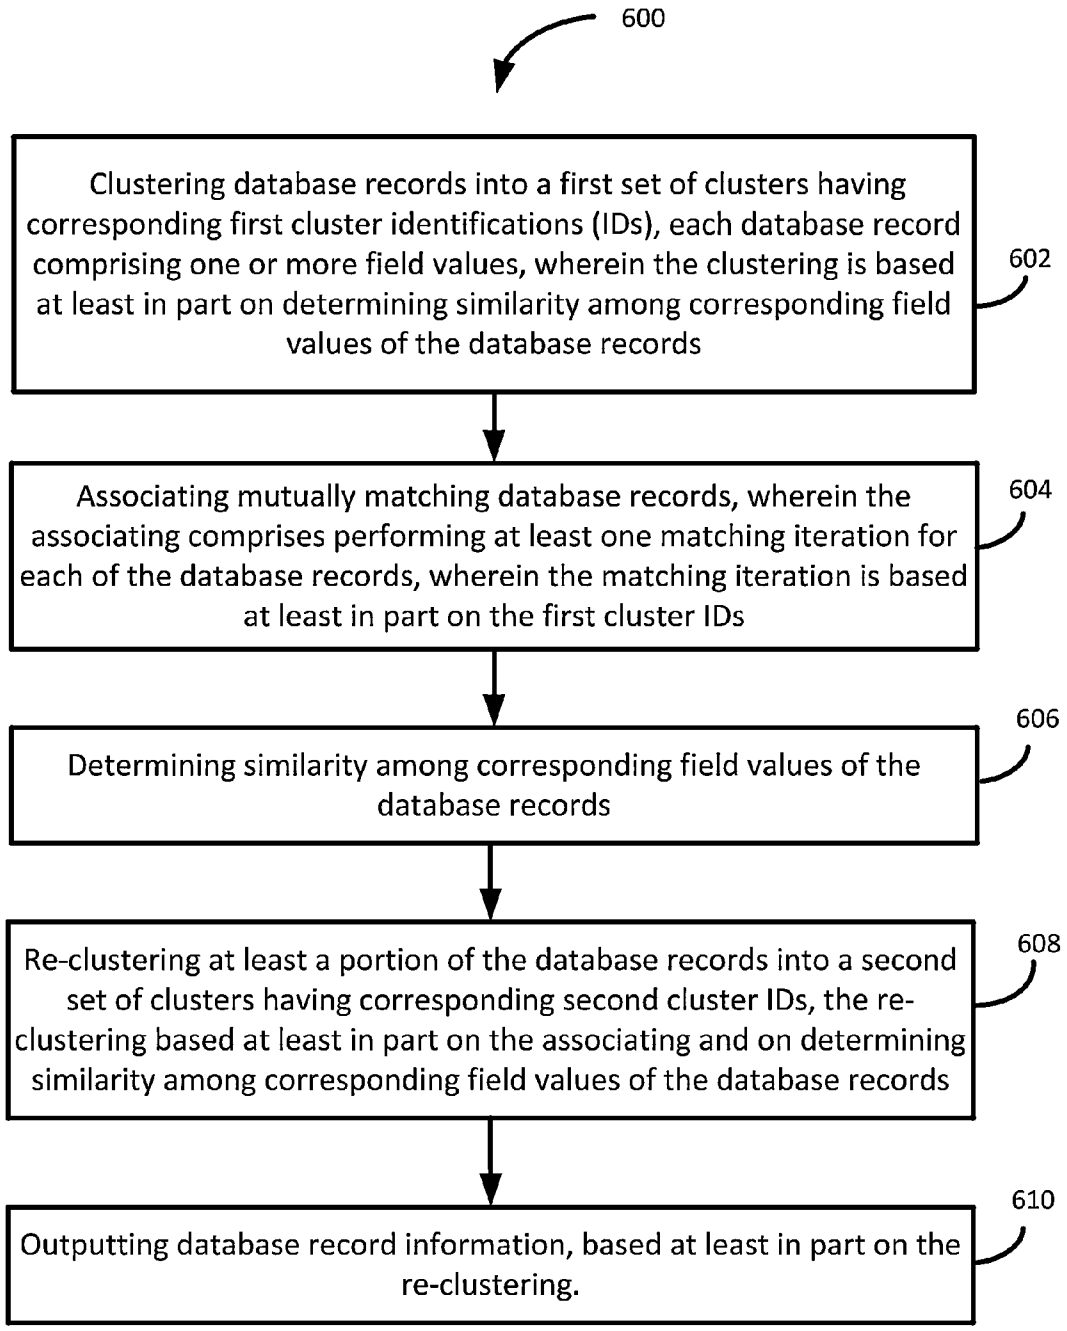 600
Clustering database records into a first set of clusters having
corresponding first cluster identifications (IDs), each database record
comprising one or more field values, wherein the clustering is based
at least in part on determining similarity among corresponding field
values of the database records
602
Associating mutually matching database records, wherein the
associating comprises performing at least one matching iteration for
each of the database records, wherein the matching iteration is based
at least in part on the first cluster IDs
604
Determining similarity among corresponding field values of the
database records
606
Re-clustering at least a portion of the database records into a second
set of clusters having corresponding second cluster IDs, the re-
clustering based at least in part on the associating and on determining
similarity among corresponding field values of the database records
608
Outputting database record information, based at least in part on the
re-clustering.
610